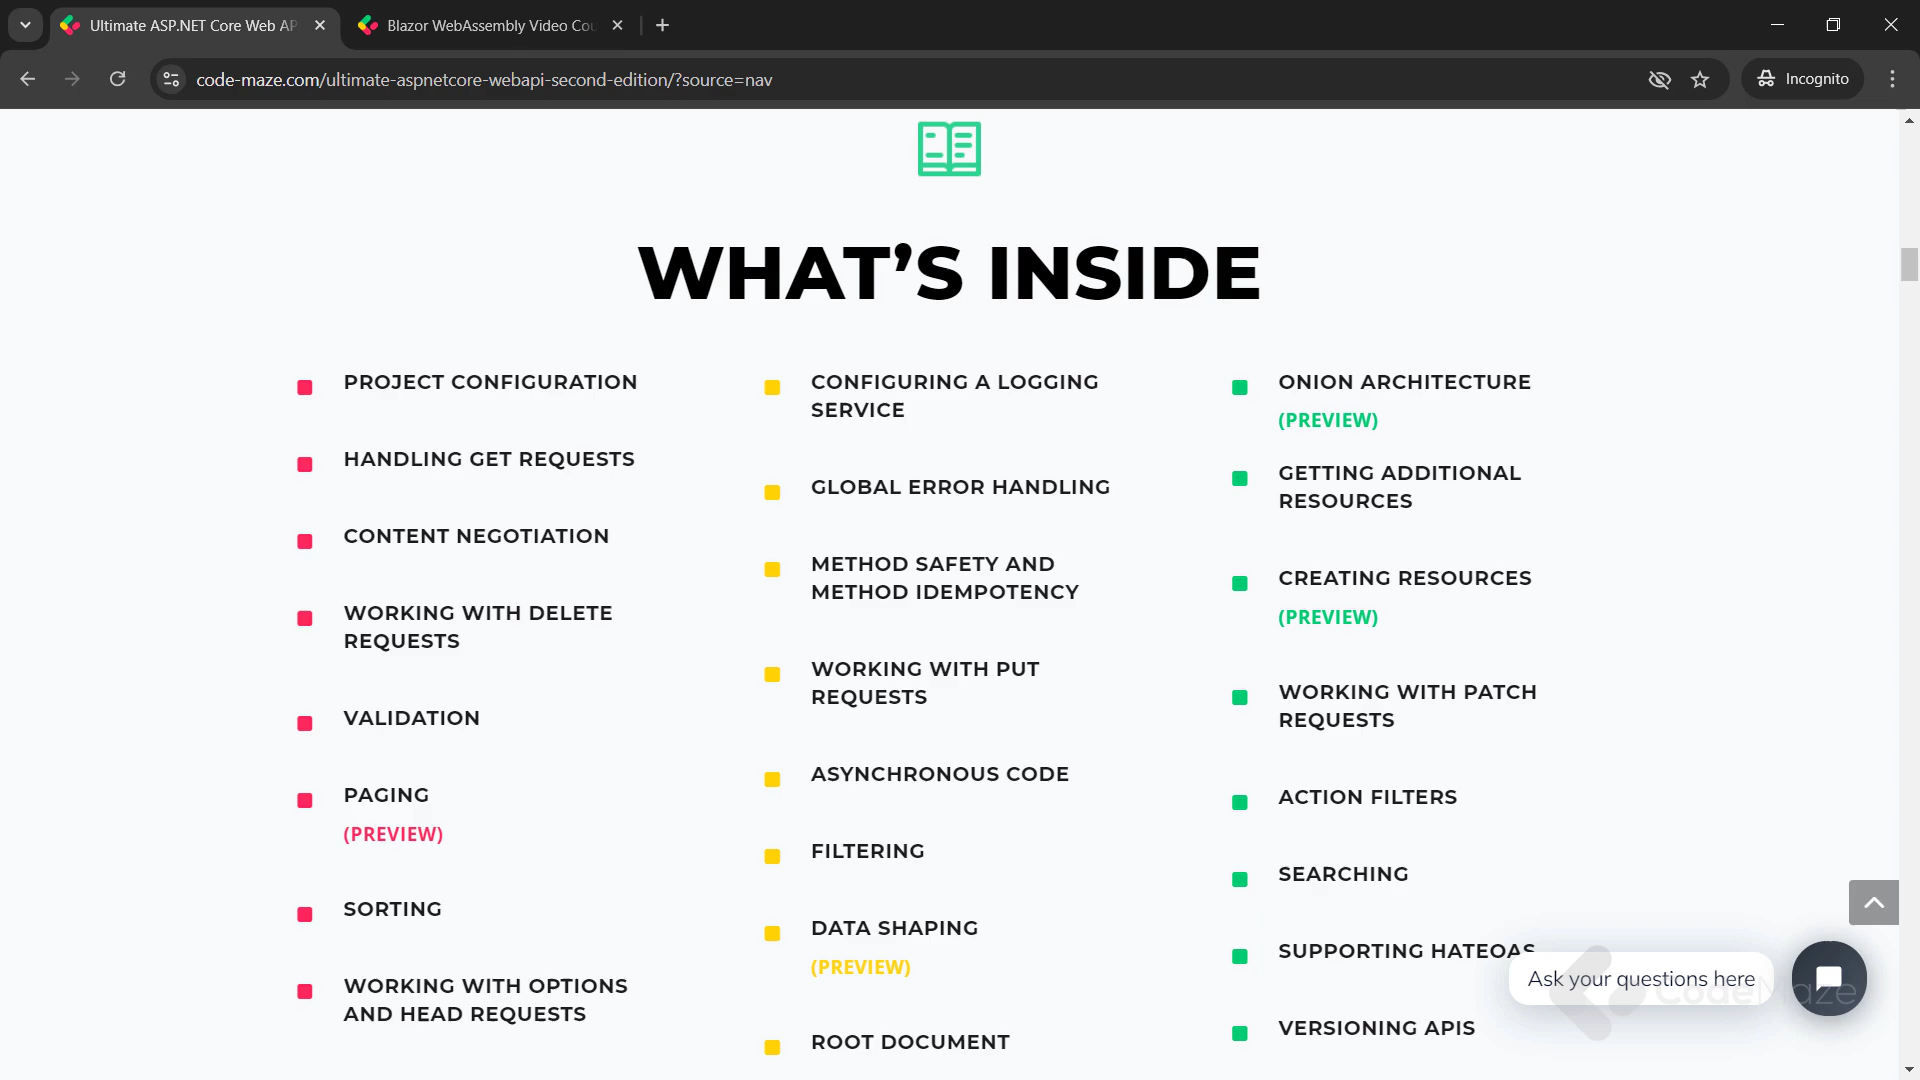 Ultimate ASP.NET Core Web AP
Blazor WebAssembly Video Cou
code-maze.com/ultimate-aspnetcore-webapi-second-edition/?source=nav
Incognito
WHAT’S INSIDE
PROJECT CONFIGURATION
HANDLING GET REQUESTS
CONTENT NEGOTIATION
WORKING WITH DELETE
REQUESTS
VALIDATION
PAGING
(PREVIEW)
SORTING
WORKING WITH OPTIONS
AND HEAD REQUESTS
CONFIGURING A LOGGING
SERVICE
GLOBAL ERROR HANDLING
METHOD SAFETY AND
METHOD IDEMPOTENCY
WORKING WITH PUT
REQUESTS
ASYNCHRONOUS CODE
FILTERING
DATA SHAPING
(PREVIEW)
ROOT DOCUMENT
ONION ARCHITECTURE
(PREVIEW)
GETTING ADDITIONAL
RESOURCES
CREATING RESOURCES
(PREVIEW)
WORKING WITH PATCH
REQUESTS
ACTION FILTERS
SEARCHING
SUPPORTING HATEOAS
VERSIONING APIS
Ask your questions here
CodeMaze